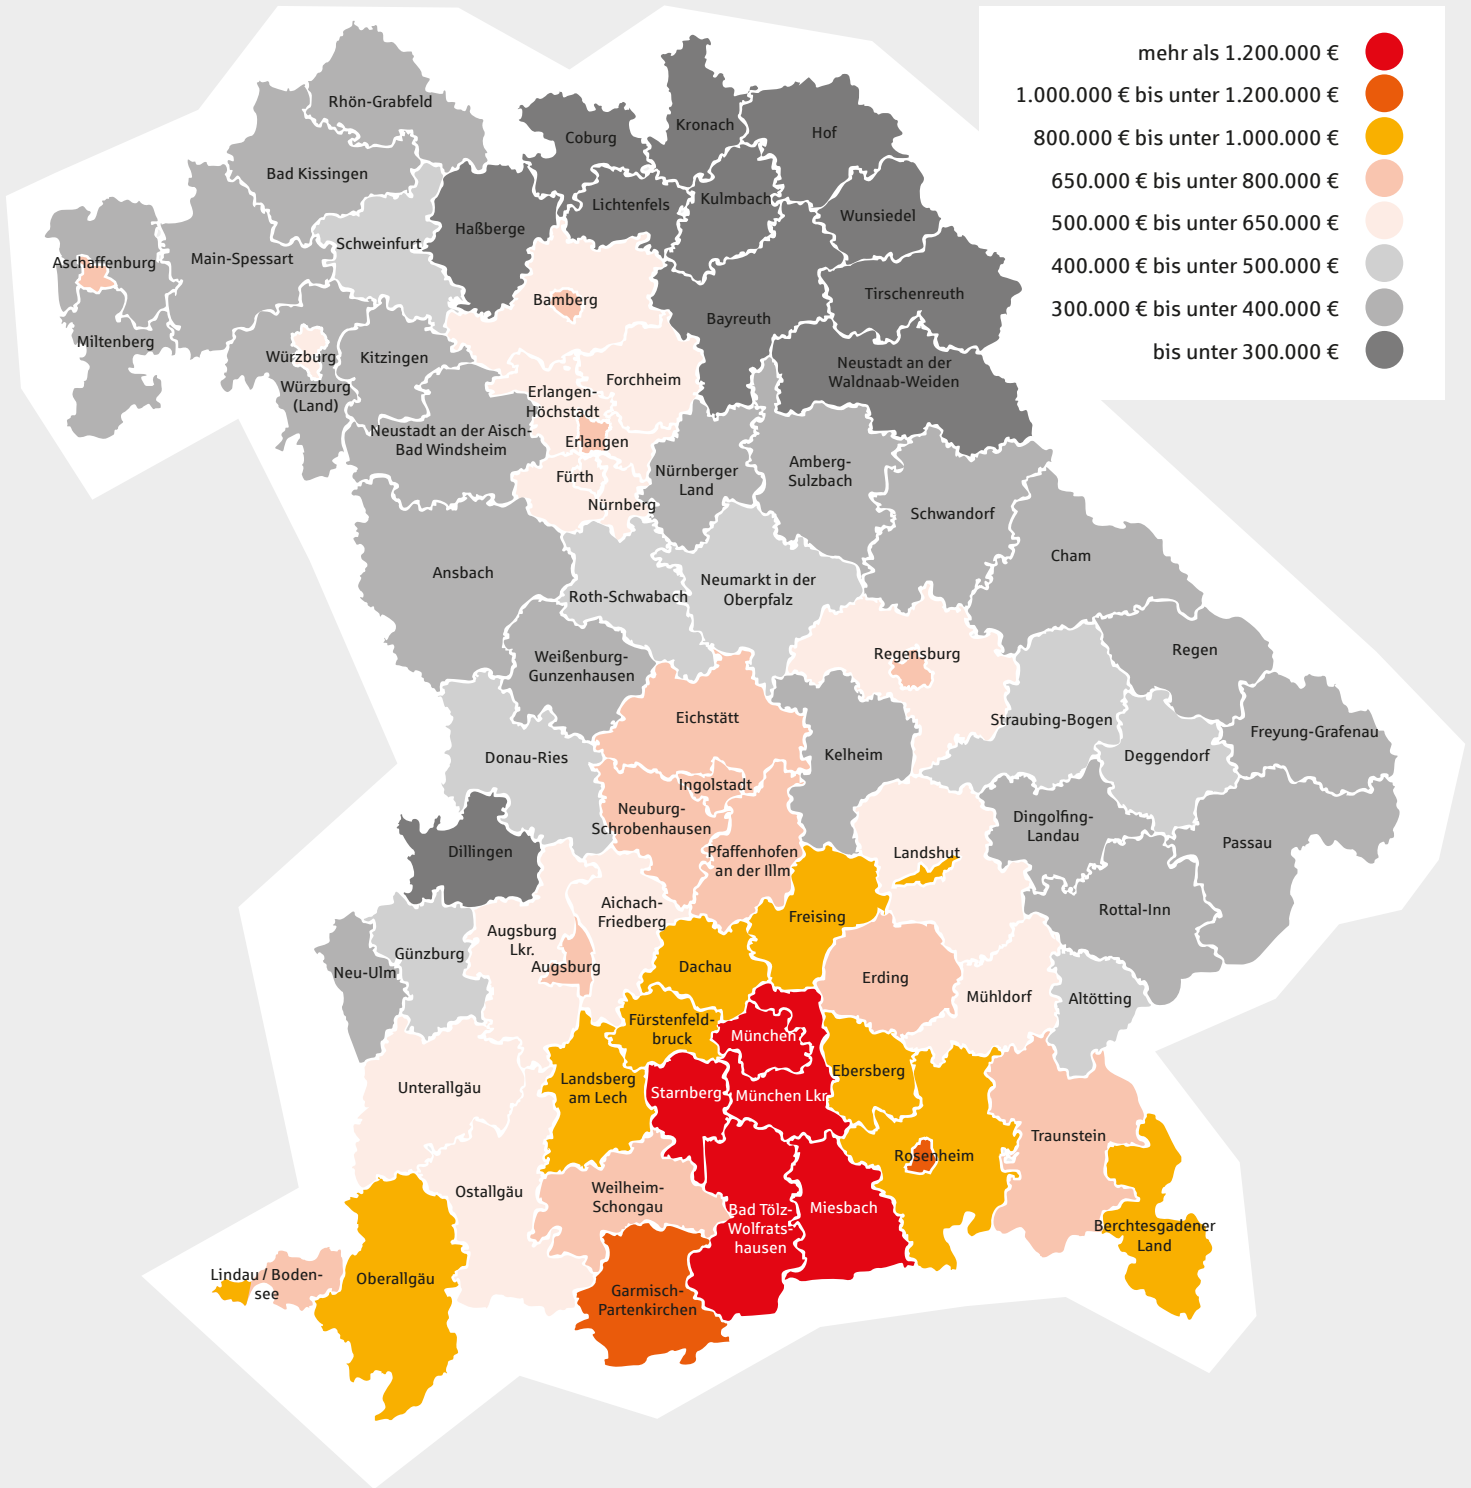 mehr als 1.200.000 €
1.000.000 € bis unter 1.200.000 €
800.000 € bis unter 1.000.000 €
650.000 € bis unter 800.000 €
500.000 € bis unter 650.000 €
400.000 € bis unter 500.000 €
300.000 € bis unter 400.000 €
bis unter 300.000 €
Rhön-Grabfeld
Bad Kissingen
Coburg
Kronach
Hof
Lichtenfels
Kulmbach
Wunsiedel
Haßberge
Schweinfurt
Main-Spessart
Aschaffenburg
Miltenberg
Würzburg
Würzburg
(Land)
Kitzingen
Bamberg
Bayreuth
Tirschenreuth
Neustadt an der
Waldnaab-Weiden
Forchheim
Erlangen-
Höchstadt
Erlangen
Neustadt an der Aisch-
Bad Windsheim
Fürth
Nürnberg
Nürnberger
Land
Amberg-
Sulzbach
Schwandorf
Cham
Ansbach
Roth-Schwabach
Neumarkt in der
Oberpfalz
Weißenburg-
Gunzenhausen
Regensburg
Regen
Straubing-Bogen
Freyung-Grafenau
Deggendorf
Eichstätt
Kelheim
Donau-Ries
Ingolstadt
Neuburg-
Schrobenhausen
Pfaffenhofen
an der Illm
Dingolfing-
Landau
Passau
Landshut
Dillingen
Rottal-Inn
Aichach-
Friedberg
Freising
Augsburg
Lkr.
Augsburg
Günzburg
Neu-Ulm
Dachau
Erding
Mühldorf
Altötting
Fürstenfeld-
bruck
München
Ebersberg
Landsberg
am Lech
Starnberg
München Lkr
Unterallgäu
Traunstein
Rosenheim
Ostallgäu
Weilheim-
Schongau
Bad Tölz-
Wolfrats-
hausen
Miesbach
Berchtesgadener
Land
Lindau / Boden-
see
Oberallgäu
Garmisch-
Partenkirchen